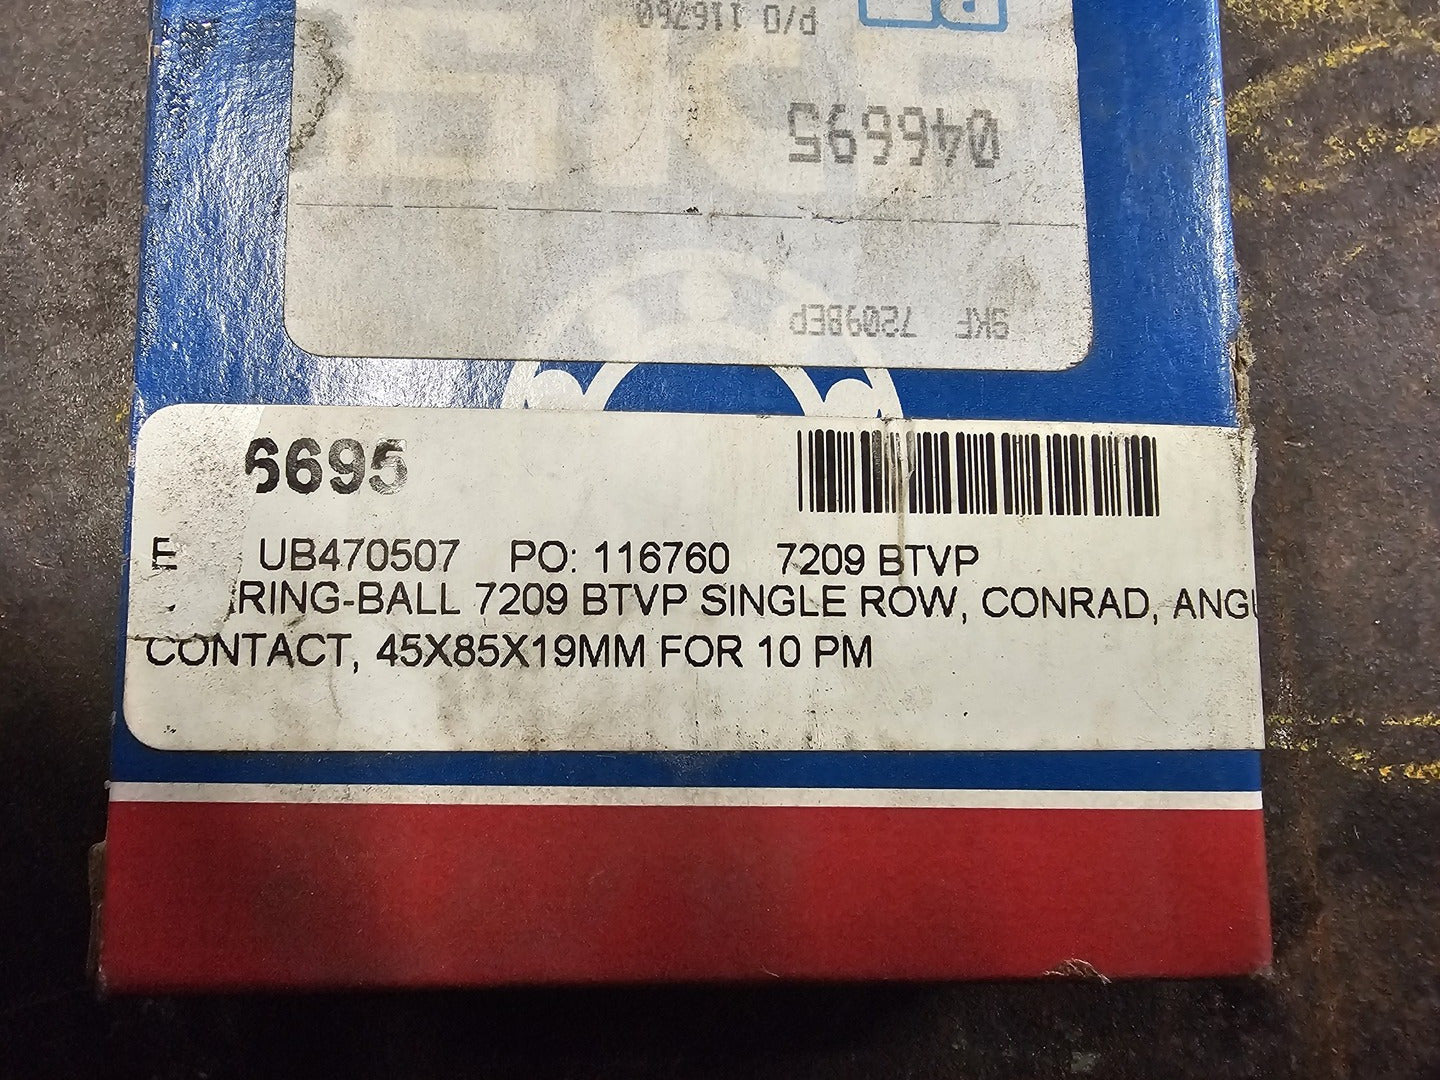 P/O 116760
046695
SKF 7209BEP
6695
E UB470507 PO: 116760 7209 BTVP
RING-BALL 7209 BTVP SINGLE ROW, CONRAD, ANGU
CONTACT, 45X85X19MM FOR 10 PM